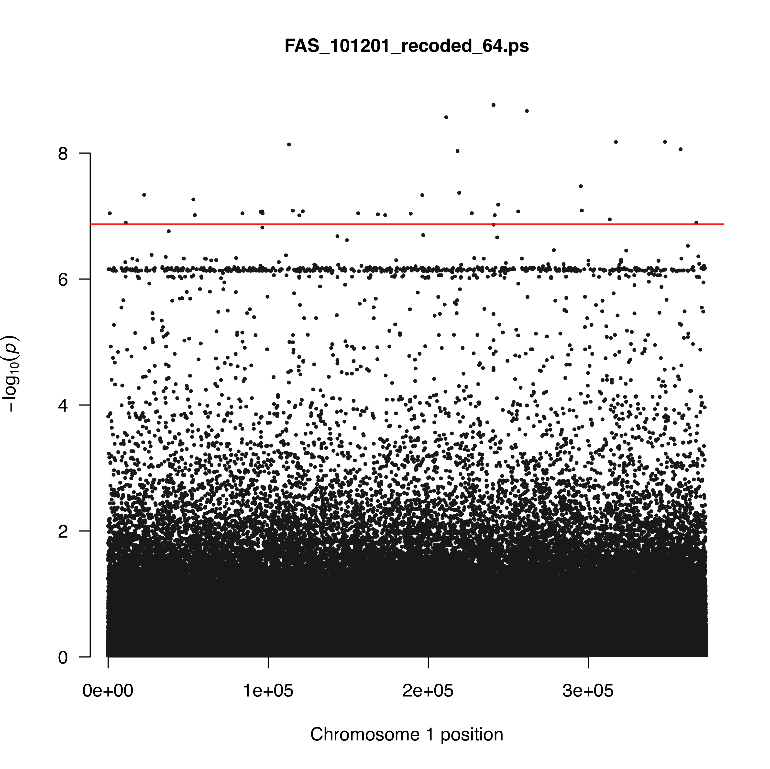 FAS_101201_recoded_64.ps
8
6
4
2
0
−log10(p)
0e+00 1e+05 2e+05 3e+05
Chromosome 1 position